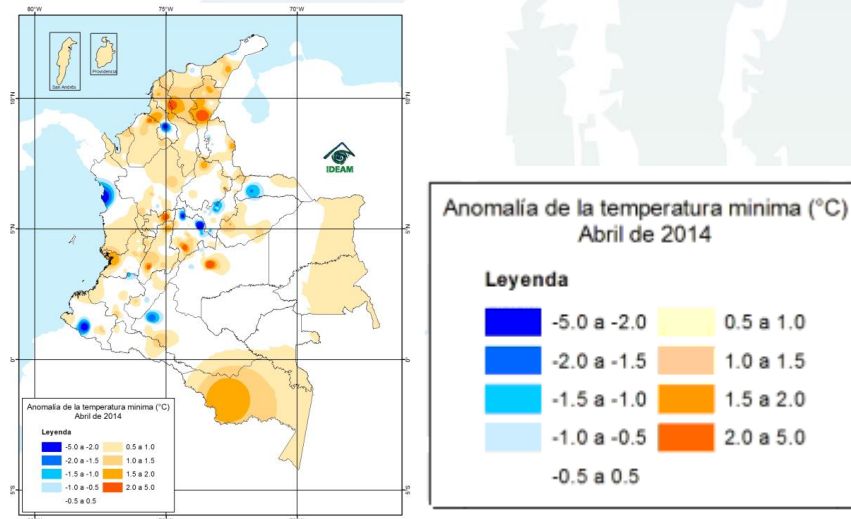 80°W
75°W
70°W
San Andrés
Providencia
10°N
10°N
IDEAM
5°N
5°N
0°
0°
5°S
5°S
Anomalía de la temperatura minima (°C)
Abril de 2014
Leyenda
-5.0 a -2.0
0.5 a 1.0
-2.0 a -1.5
1.0 a 1.5
-1.5 a -1.0
1.5 a 2.0
-1.0 a -0.5
2.0 a 5.0
-0.5 a 0.5
Anomalía de la temperatura minima (°C)
Abril de 2014
Leyenda
-5.0 a -2.0
0.5 a 1.0
-2.0 a -1.5
1.0 a 1.5
-1.5 a -1.0
1.5 a 2.0
-1.0 a -0.5
2.0 a 5.0
-0.5 a 0.5